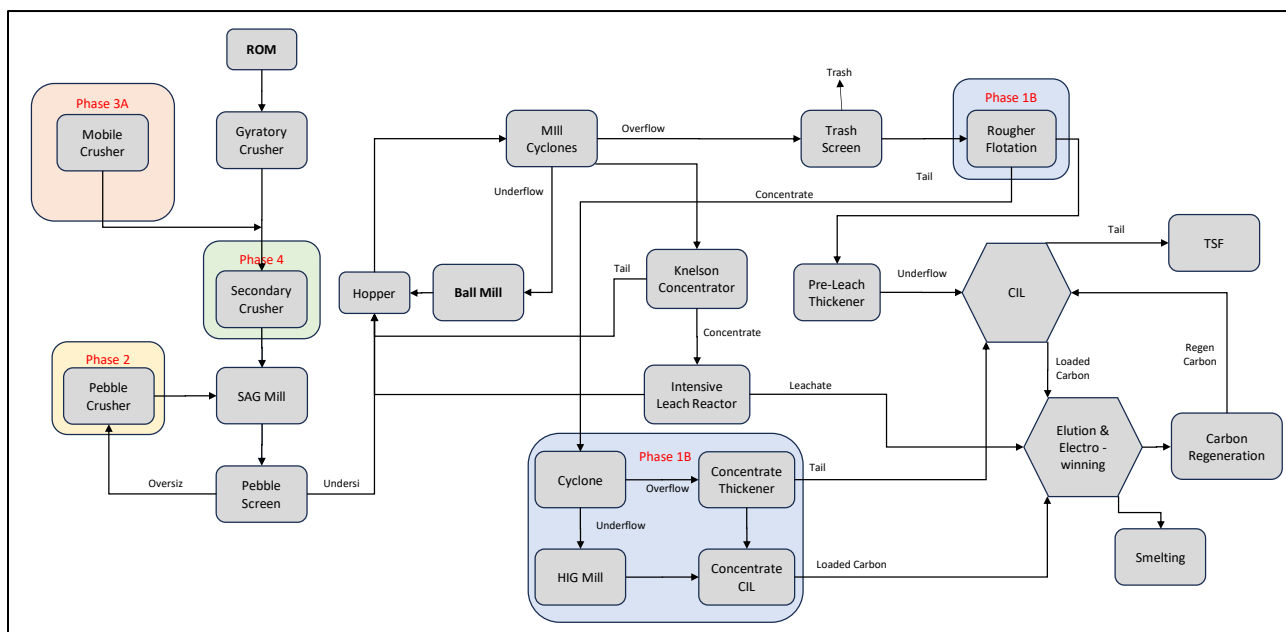 ROM
Phase 3A
Mobile
Crusher
Gyratory
Crusher
Phase 4
Secondary
Crusher
Phase 2
Pebble
Crusher
SAG Mill
Oversiz
Pebble
Screen
Undersi
Hopper
Ball Mill
MIll
Cyclones
Overflow
Underflow
Trash
Trash
Screen
Phase 1B
Rougher
Flotation
Tail
Concentrate
Tail
Knelson
Concentrator
Concentrate
Intensive
Leach Reactor
Leachate
Pre-Leach
Thickener
Underflow
CIL
Tail
TSF
Loaded
Carbon
Regen
Carbon
Elution &
Electro -
winning
Carbon
Regeneration
Smelting
Phase 1B
Cyclone
Overflow
Concentrate
Thickener
Tail
Underflow
HIG Mill
Concentrate
CIL
Loaded Carbon